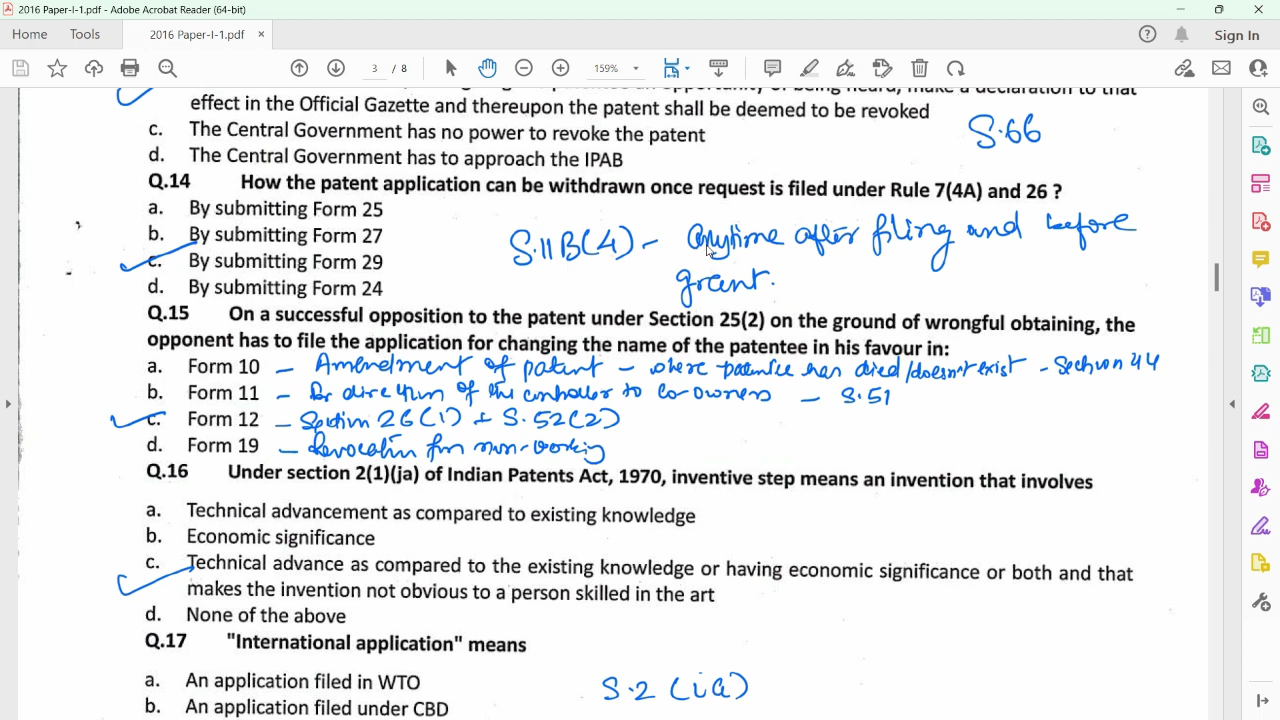 2016 Paper-I-1.pdf - Adobe Acrobat Reader (64-bit)
Home Tools 2016 Paper-I-1.pdf × Sign In
3 / 8 159%
effect in the Official Gazette and thereupon the patent shall be deemed to be revoked
c. The Central Government has no power to revoke the patent
S.66
d. The Central Government has to approach the IPAB
Q.14 How the patent application can be withdrawn once request is filed under Rule 7(4A) and 26 ?
a. By submitting Form 25
b. By submitting Form 27
S.11B(4) - Anytime after filing and before
c. By submitting Form 29
grant.
d. By submitting Form 24
Q.15 On a successful opposition to the patent under Section 25(2) on the ground of wrongful obtaining, the
opponent has to file the application for changing the name of the patentee in his favour in:
a. Form 10 - Amendment of patent - where patentee has died/doesn't exist - Section 44
b. Form 11 - direction of the controller to co-owners - S.51
c. Form 12 - Section 26(1) + S.52(2)
d. Form 19 - Revocation for non-working
Q.16 Under section 2(1)(ja) of Indian Patents Act, 1970, inventive step means an invention that involves
a. Technical advancement as compared to existing knowledge
b. Economic significance
c. Technical advance as compared to the existing knowledge or having economic significance or both and that
makes the invention not obvious to a person skilled in the art
d. None of the above
Q.17 "International application" means
a. An application filed in WTO
S.2 (ia)
b. An application filed under CBD